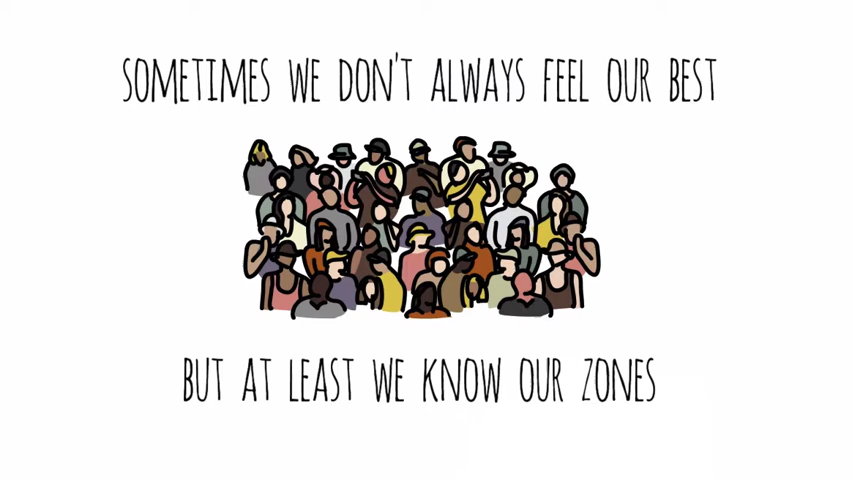 SOMETIMES WE DON'T ALWAYS FEEL OUR BEST
BUT AT LEAST WE KNOW OUR ZONES